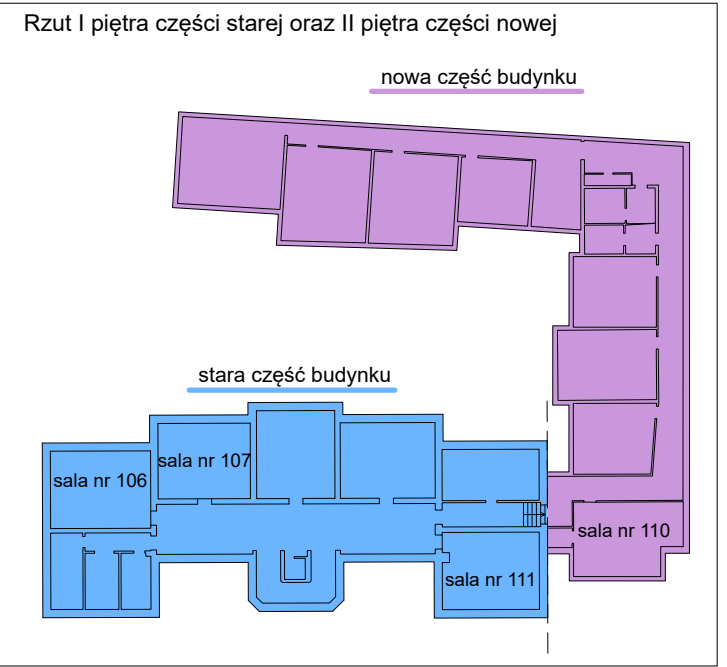 Rzut I piętra części starej oraz II piętra części nowej
nowa część budynku
stara część budynku
sala nr 107
sala nr 106
sala nr 110
sala nr 111